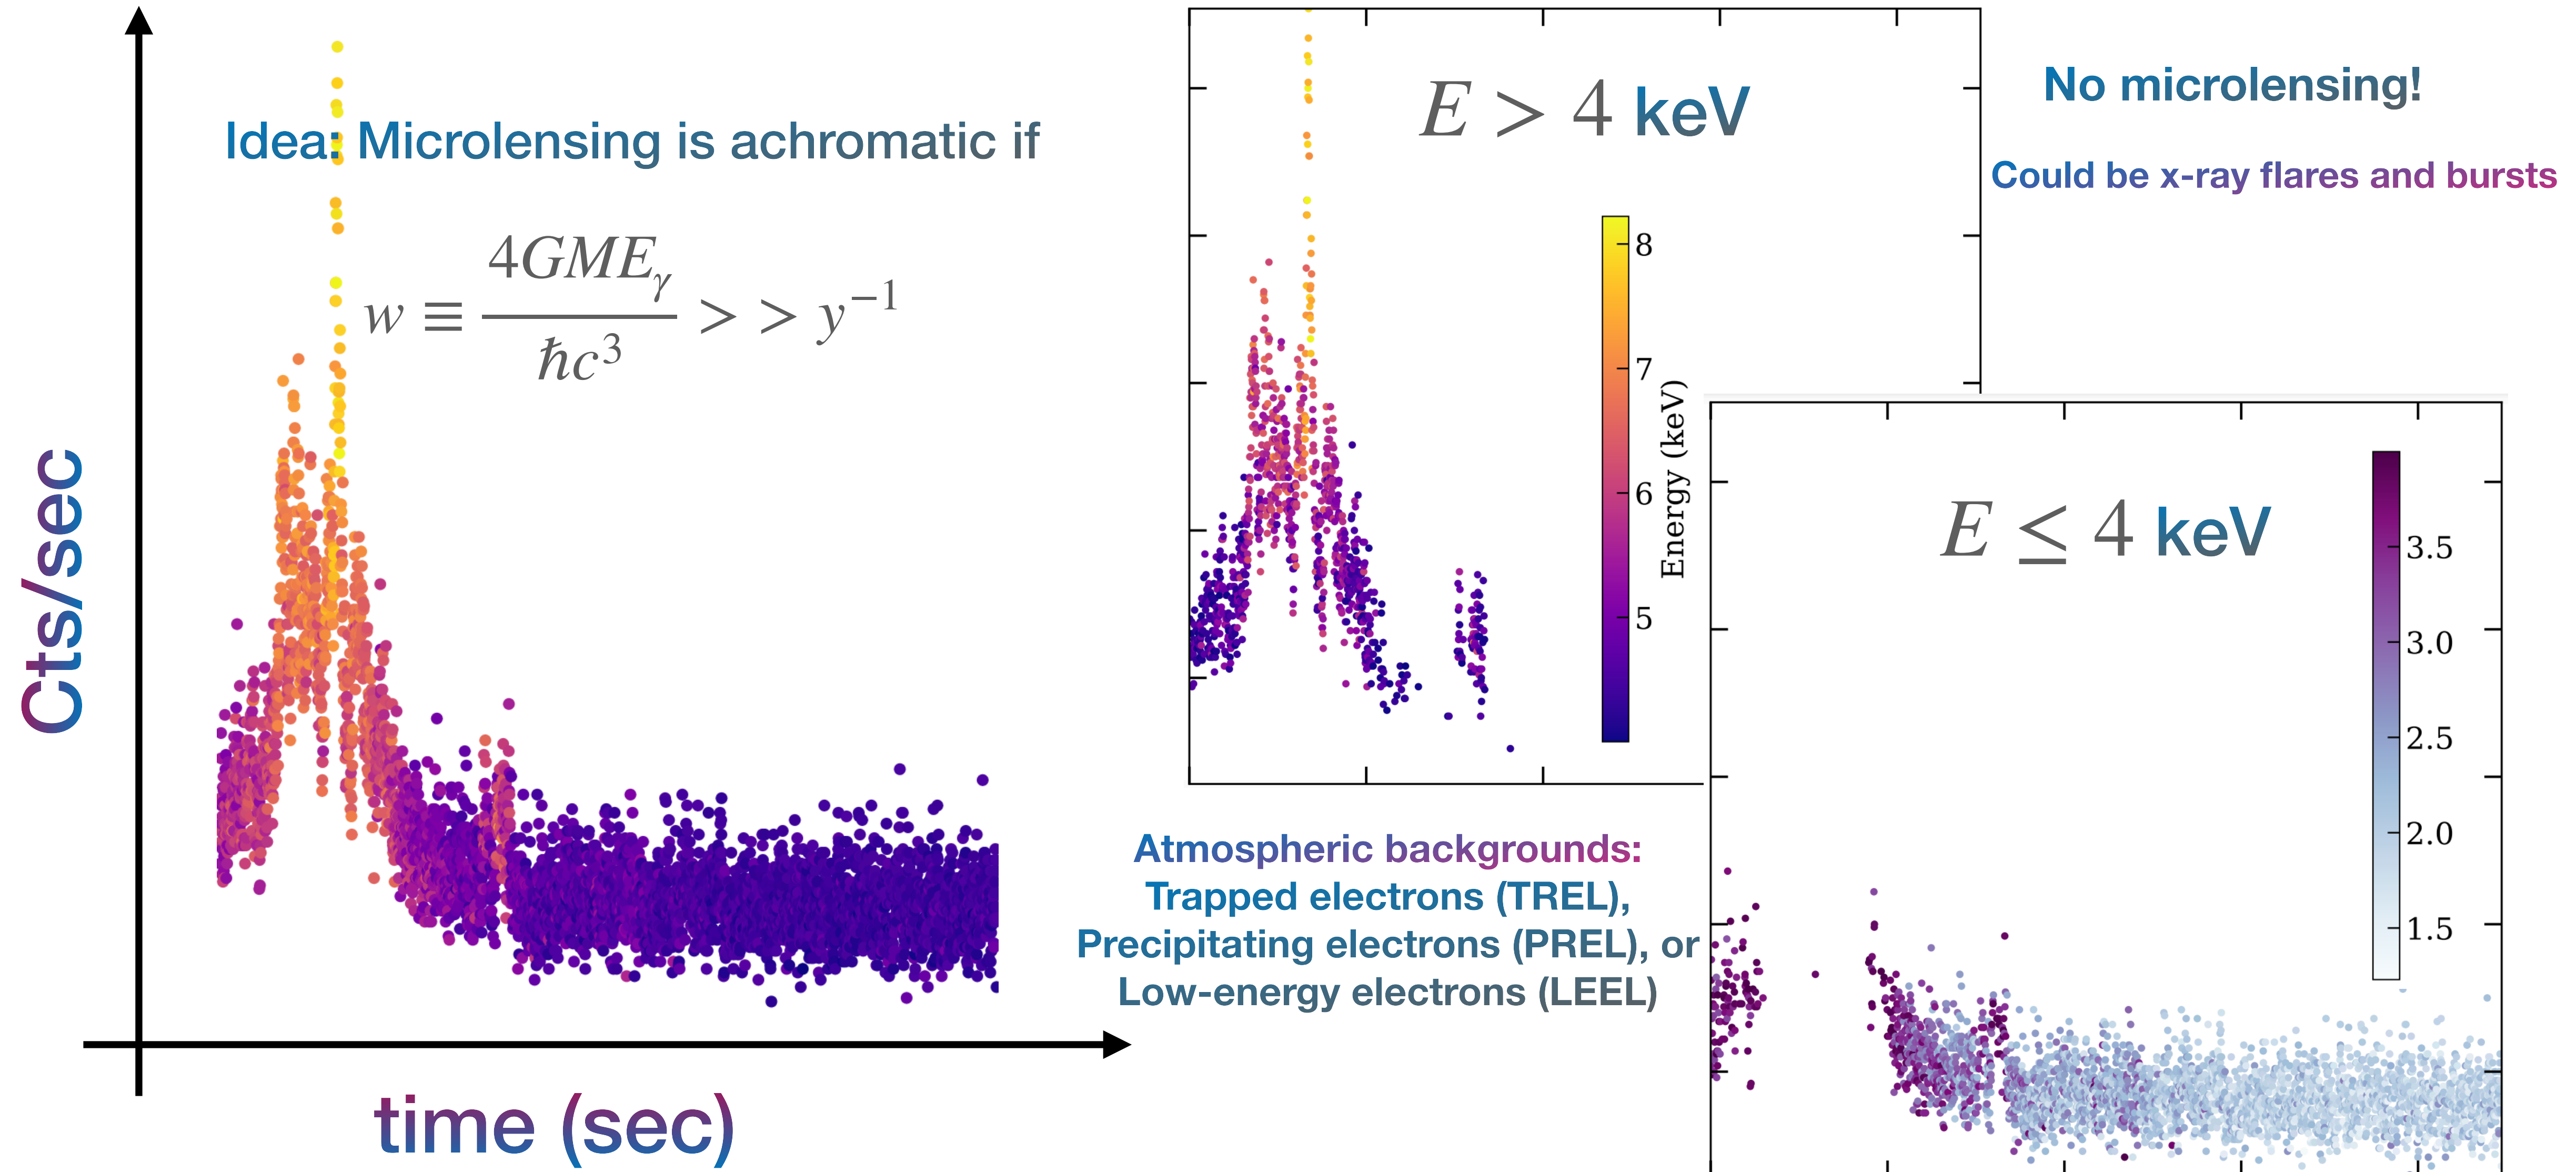 Idea: Microlensing is achromatic if
w ≡ 4GMEγ / ħc³ > > y⁻¹
Cts/sec
time (sec)
E > 4 keV
8
7
6
5
Energy (keV)
No microlensing!
Could be x-ray flares and bursts
E ≤ 4 keV
3.5
3.0
2.5
2.0
1.5
Atmospheric backgrounds:
Trapped electrons (TREL),
Precipitating electrons (PREL), or
Low-energy electrons (LEEL)